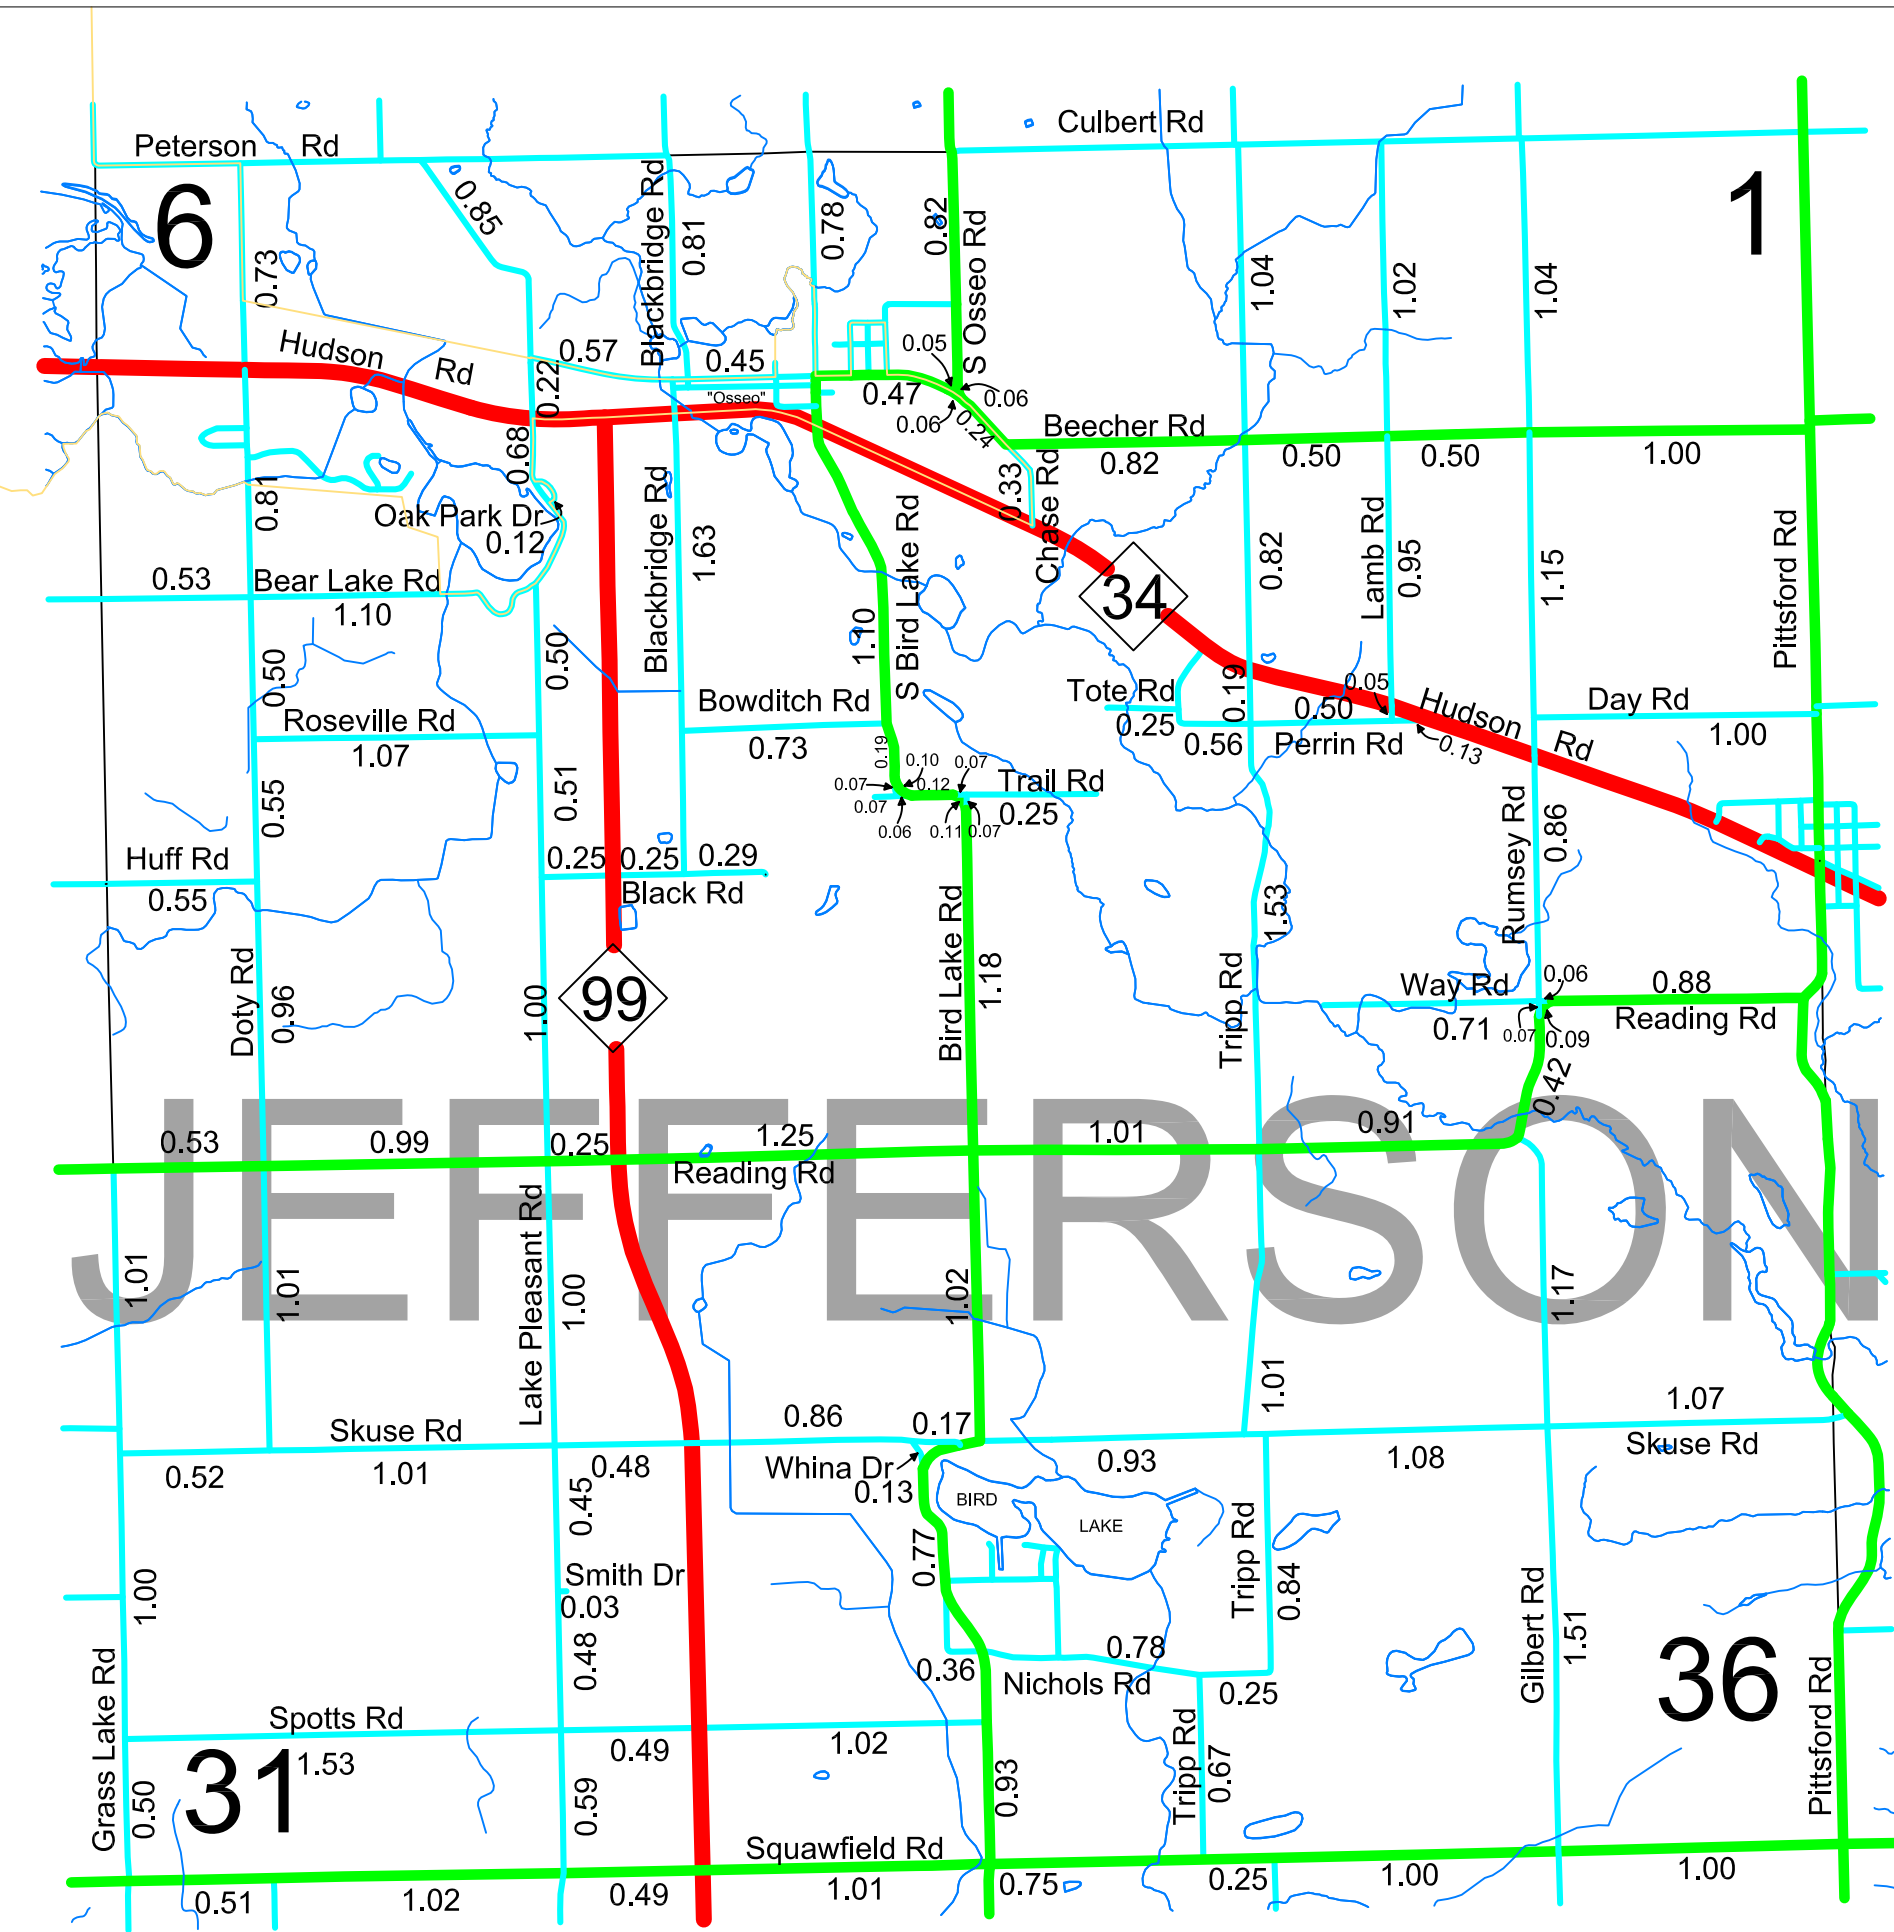 Culbert Rd
Peterson Rd
6
1
0.85
Blackbridge Rd
0.81
0.78
0.82
S Osseo Rd
0.73
1.04
1.02
1.04
Hudson Rd
0.57
0.45
0.05
0.22
"Osseo"
0.47
0.06
0.06
0.24
Beecher Rd
0.82
0.50
0.50
1.00
0.68
0.81
0.33
Chase Rd
Oak Park Dr
0.12
Blackbridge Rd
1.63
S Bird Lake Rd
1.10
Lamb Rd
0.95
0.82
1.15
Pittsford Rd
0.53
Bear Lake Rd
1.10
34
0.50
0.50
Roseville Rd
1.07
Bowditch Rd
0.73
Tote Rd
0.25
0.19
0.05
0.50
0.56
Perrin Rd
Hudson Rd
0.13
Day Rd
1.00
0.19
0.10
0.07
0.07
0.12
0.07
0.06
0.11
0.07
Trail Rd
0.25
0.55
0.51
Huff Rd
0.55
0.25
0.25
0.29
Black Rd
Rumsey Rd
0.86
Doty Rd
0.96
1.00
99
Bird Lake Rd
1.18
Tripp Rd
1.53
Way Rd
0.71
0.06
0.07
0.09
0.88
Reading Rd
0.42
JEFFERSON
0.53
0.99
0.25
1.25
Reading Rd
1.01
0.91
1.01
1.01
Lake Pleasant Rd
1.00
1.02
1.01
1.17
Skuse Rd
0.52
1.01
0.48
0.86
0.17
0.93
1.08
1.07
Skuse Rd
Whina Dr
0.13
BIRD
LAKE
0.45
0.77
Tripp Rd
0.84
Smith Dr
0.03
1.00
0.48
0.36
0.78
Nichols Rd
0.25
Gilbert Rd
1.51
36
Grass Lake Rd
Spotts Rd
1.53
0.49
1.02
31
0.50
0.59
0.93
Tripp Rd
0.67
Pittsford Rd
Squawfield Rd
0.51
1.02
0.49
1.01
0.75
0.25
1.00
1.00